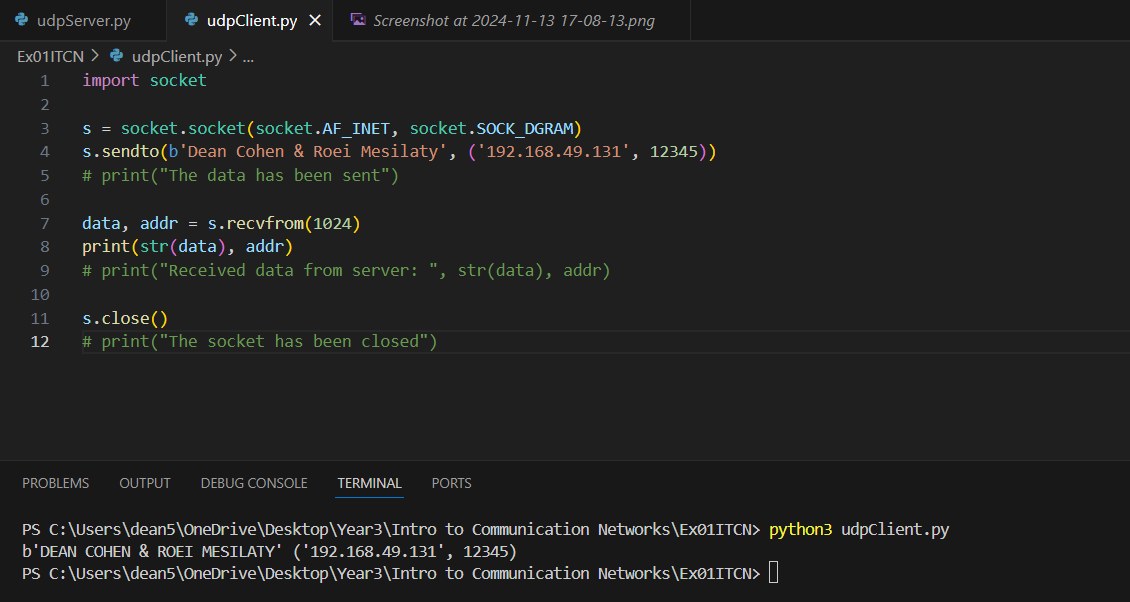 udpServer.py udpClient.py Screenshot at 2024-11-13 17-08-13.png
Ex01ITCN > udpClient.py > ...
1 import socket
2
3 s = socket.socket(socket.AF_INET, socket.SOCK_DGRAM)
4 s.sendto(b'Dean Cohen & Roei Mesilaty', ('192.168.49.131', 12345))
5 # print("The data has been sent")
6
7 data, addr = s.recvfrom(1024)
8 print(str(data), addr)
9 # print("Received data from server: ", str(data), addr)
10
11 s.close()
12 # print("The socket has been closed")
PROBLEMS OUTPUT DEBUG CONSOLE TERMINAL PORTS
PS C:\Users\dean5\OneDrive\Desktop\Year3\Intro to Communication Networks\Ex01ITCN> python3 udpClient.py
b'DEAN COHEN & ROEI MESILATY' ('192.168.49.131', 12345)
PS C:\Users\dean5\OneDrive\Desktop\Year3\Intro to Communication Networks\Ex01ITCN>